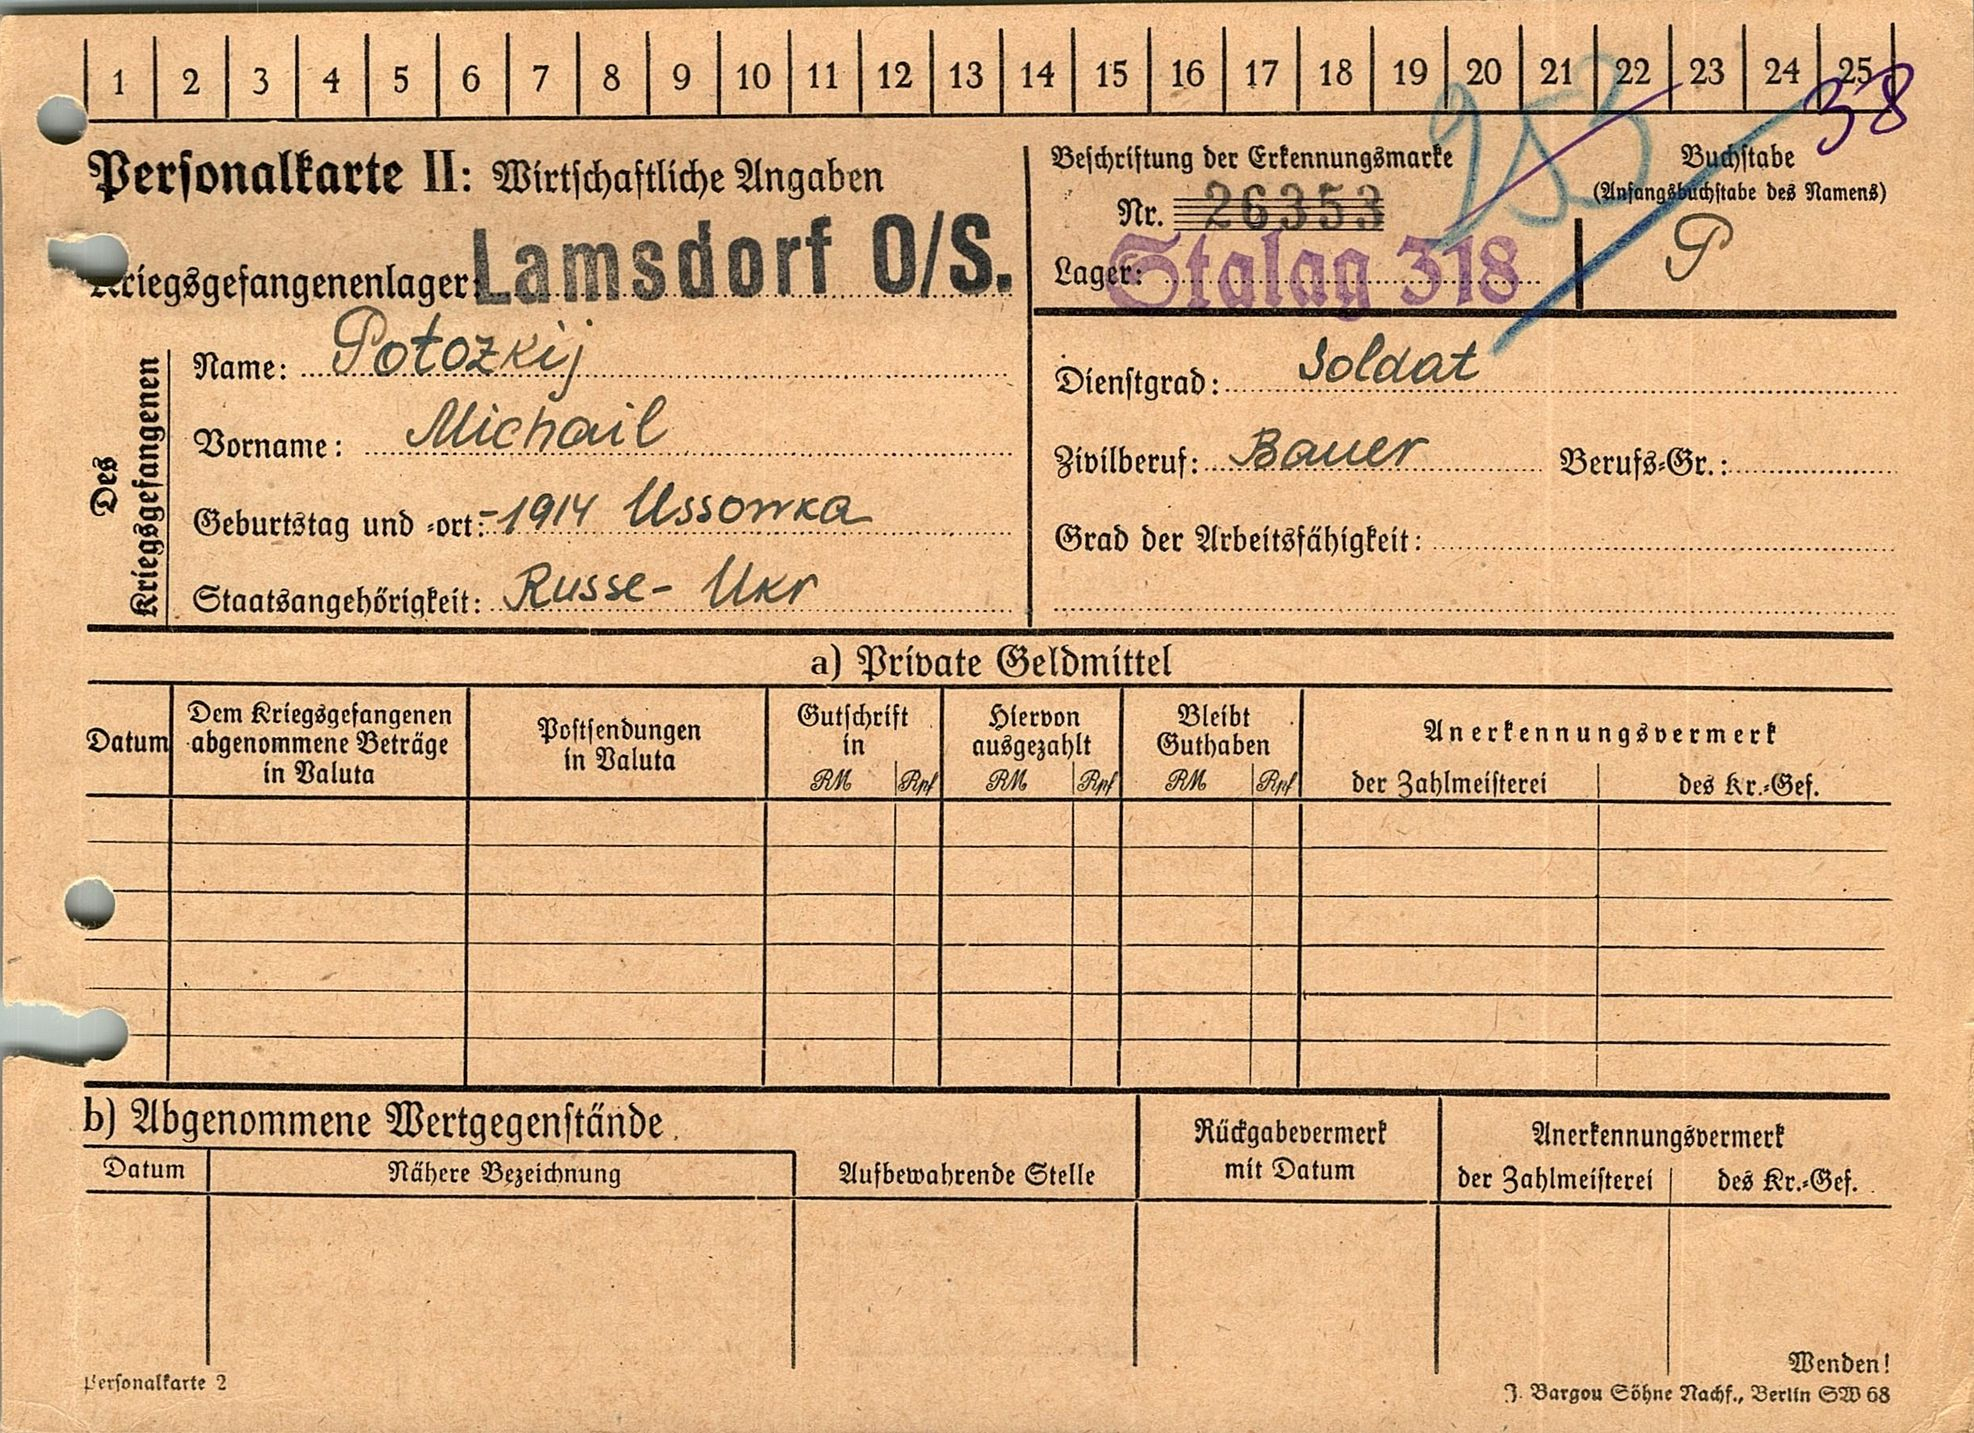 1 2 3 4 5 6 7 8 9 10 11 12 13 14 15 16 17 18 19 20 21 22 23 24 25
38
253
Personalkarte II: Wirtschaftliche Angaben
Kriegsgefangenenlager: Lamsdorf O/S.
Beschriftung der Erkennungsmarke
Nr. 26353
Lager: Stalag 318
Buchstabe
(Anfangsbuchstabe des Namens)
P
Des Kriegsgefangenen
Name: Potozkij
Vorname: Michail
Geburtstag und -ort: -1914 Ussowka
Staatsangehörigkeit: Russe - Ukr
Dienstgrad: Soldat
Zivilberuf: Bauer Berufs-Gr.:
Grad der Arbeitsfähigkeit:
a) Private Geldmittel
Datum
Dem Kriegsgefangenen
abgenommene Beträge
in Valuta
Postsendungen
in Valuta
Gutschrift
in
RM Rpf
Hiervon
ausgezahlt
RM Rpf
Bleibt
Guthaben
RM Rpf
Anerkennungsvermerk
der Zahlmeisterei des Kr.-Gef.
b) Abgenommene Wertgegenstände
Datum Nähere Bezeichnung Aufbewahrende Stelle
Rückgabevermerk
mit Datum
Anerkennungsvermerk
der Zahlmeisterei des Kr.-Gef.
Personalkarte 2
Wenden!
J. Bargou Söhne Nachf., Berlin SW 68